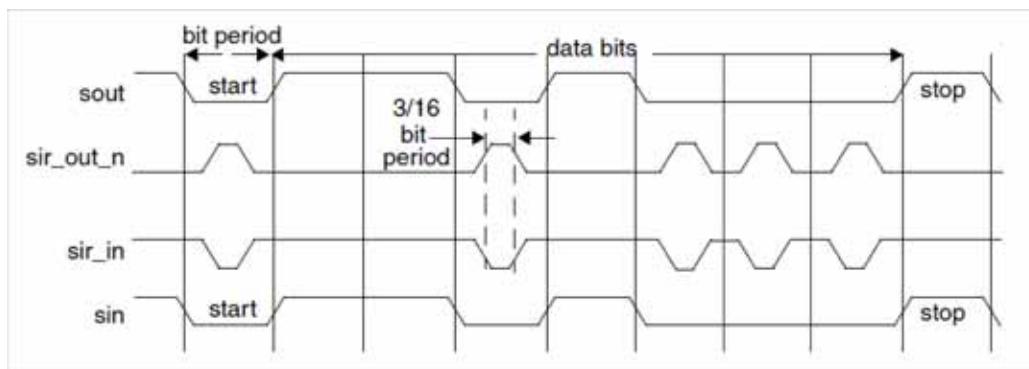 bit period
data bits
sout
start
stop
3/16
bit
period
sir_out_n
sir_in
sin
start
stop